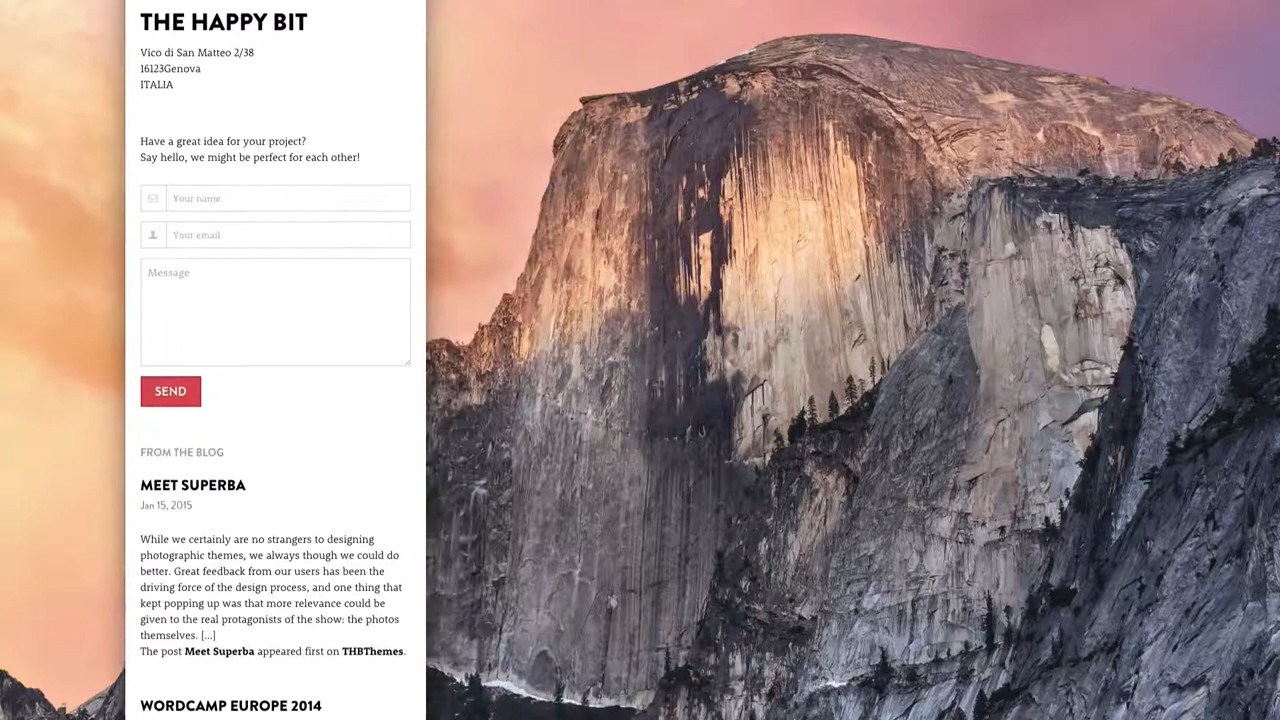 THE HAPPY BIT
Vico di San Matteo 2/38
16123Genova
ITALIA
Have a great idea for your project?
Say hello, we might be perfect for each other!
Your name
Your email
Message
SEND
FROM THE BLOG
MEET SUPERBA
Jan 15, 2015
While we certainly are no strangers to designing
photographic themes, we always though we could do
better. Great feedback from our users has been the
driving force of the design process, and one thing that
kept popping up was that more relevance could be
given to the real protagonists of the show: the photos
themselves. [...]
The post Meet Superba appeared first on THBThemes.
WORDCAMP EUROPE 2014